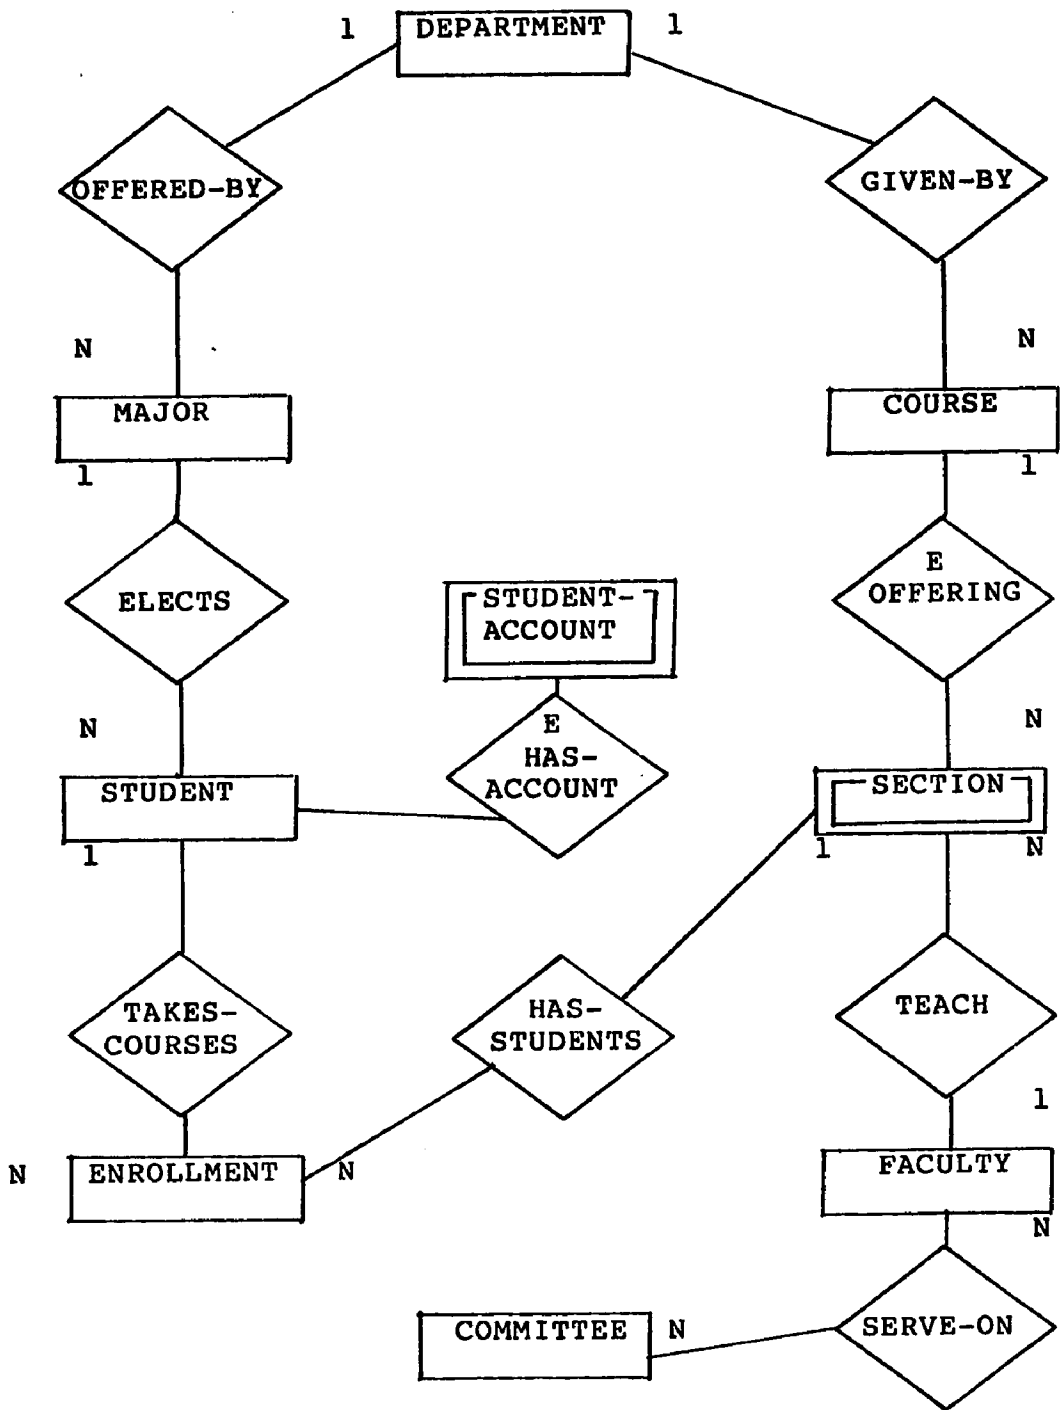 1 DEPARTMENT 1
OFFERED-BY
GIVEN-BY
N
N
MAJOR
COURSE
1
1
ELECTS
E
OFFERING
STUDENT-
ACCOUNT
N
N
E
HAS-
ACCOUNT
STUDENT
SECTION
1
1
N
TAKES-
COURSES
HAS-
STUDENTS
TEACH
1
N ENROLLMENT N
FACULTY
N
COMMITTEE N
SERVE-ON